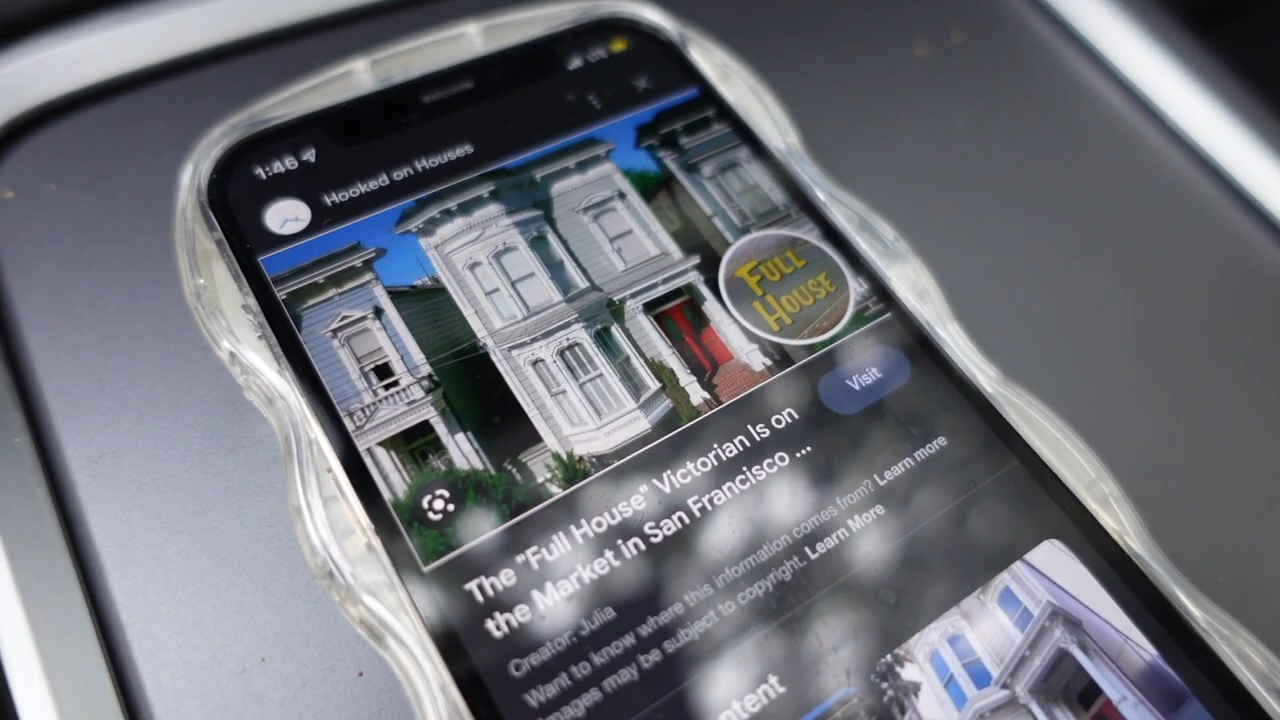 1:46
LTE
Hooked on Houses
FULL
HOUSE
Visit
The "Full House" Victorian Is on
the Market in San Francisco ...
Creator: Julia
Want to know where this information comes from? Learn more
Images may be subject to copyright. Learn More